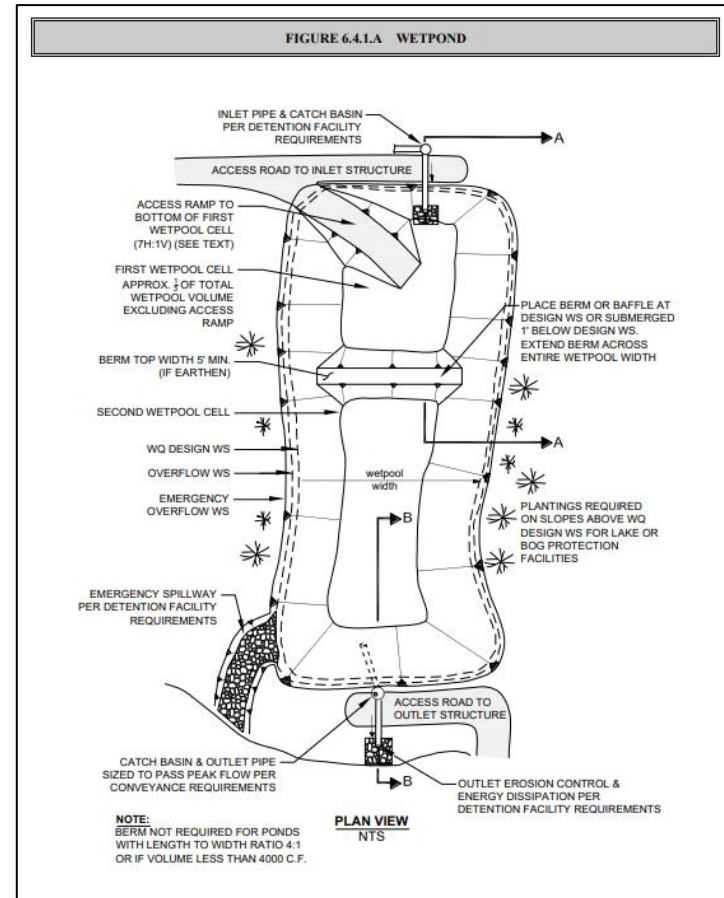 FIGURE 6.4.1.A WETPOND
INLET PIPE & CATCH BASIN
PER DETENTION FACILITY
REQUIREMENTS
A
ACCESS ROAD TO INLET STRUCTURE
ACCESS RAMP TO
BOTTOM OF FIRST
WETPOOL CELL
(7H:1V) (SEE TEXT)
FIRST WETPOOL CELL
APPROX. 1/3 OF TOTAL
WETPOOL VOLUME
EXCLUDING ACCESS
RAMP
PLACE BERM OR BAFFLE AT
DESIGN WS OR SUBMERGED
1' BELOW DESIGN WS.
EXTEND BERM ACROSS
ENTIRE WETPOOL WIDTH
BERM TOP WIDTH 5' MIN.
(IF EARTHEN)
SECOND WETPOOL CELL
A
WQ DESIGN WS
OVERFLOW WS
EMERGENCY
OVERFLOW WS
wetpool
width
B
PLANTINGS REQUIRED
ON SLOPES ABOVE WQ
DESIGN WS FOR LAKE OR
BOG PROTECTION
FACILITIES
EMERGENCY SPILLWAY
PER DETENTION FACILITY
REQUIREMENTS
ACCESS ROAD TO
OUTLET STRUCTURE
CATCH BASIN & OUTLET PIPE
SIZED TO PASS PEAK FLOW PER
CONVEYANCE REQUIREMENTS
B
OUTLET EROSION CONTROL &
ENERGY DISSIPATION PER
DETENTION FACILITY REQUIREMENTS
NOTE:
BERM NOT REQUIRED FOR PONDS
WITH LENGTH TO WIDTH RATIO 4:1
OR IF VOLUME LESS THAN 4000 C.F.
PLAN VIEW
NTS